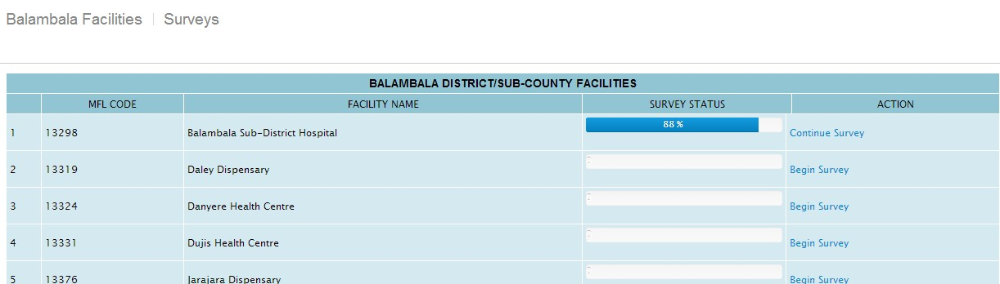 Balambala Facilities | Surveys
BALAMBALA DISTRICT/SUB-COUNTY FACILITIES
MFL CODE FACILITY NAME SURVEY STATUS ACTION
1 13298 Balambala Sub-District Hospital 88% Continue Survey
2 13319 Daley Dispensary Begin Survey
3 13324 Danyere Health Centre Begin Survey
4 13331 Dujis Health Centre Begin Survey
5 13376 Jarajara Dispensary Begin Survey